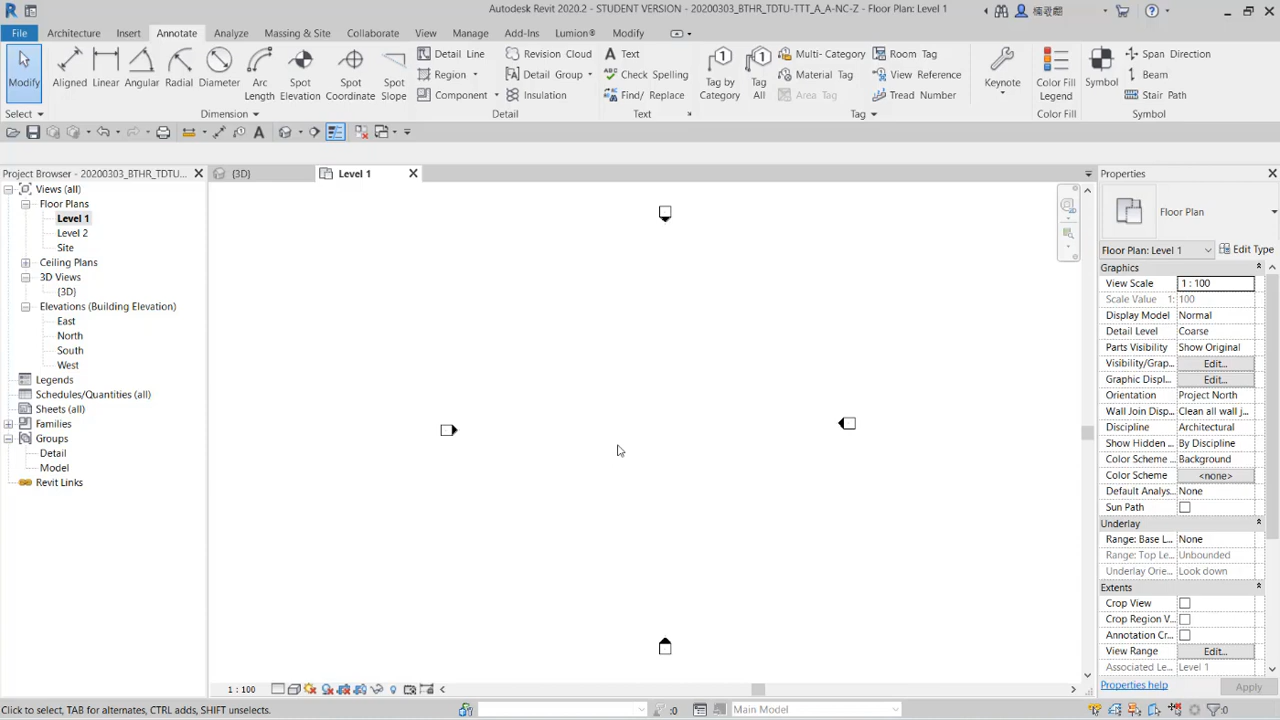 Autodesk Revit 2020.2 - STUDENT VERSION - 20200303_BTHR_TDTU-TTT_A_A-NC-Z - Floor Plan: Level 1
File Architecture Insert Annotate Analyze Massing & Site Collaborate View Manage Add-Ins Lumion® Modify
Modify Aligned Linear Angular Radial Diameter Arc Length Spot Elevation Spot Coordinate Spot Slope
Detail Line Revision Cloud Text Multi- Category Room Tag Span Direction
Region Detail Group Check Spelling Tag by Category Tag All Material Tag View Reference Keynote Color Fill Legend Symbol Beam
Component Insulation Find/ Replace Area Tag Tread Number Stair Path
Select Dimension Detail Text Tag Color Fill Symbol
Project Browser - 20200303_BTHR_TDTU...
{3D} Level 1
Views (all)
Floor Plans
Level 1
Level 2
Site
Ceiling Plans
3D Views
{3D}
Elevations (Building Elevation)
East
North
South
West
Legends
Schedules/Quantities (all)
Sheets (all)
Families
Groups
Detail
Model
Revit Links
Properties
Floor Plan
Floor Plan: Level 1 Edit Type
Graphics
View Scale 1 : 100
Scale Value 1: 100
Display Model Normal
Detail Level Coarse
Parts Visibility Show Original
Visibility/Grap... Edit...
Graphic Displ... Edit...
Orientation Project North
Wall Join Disp... Clean all wall j...
Discipline Architectural
Show Hidden ... By Discipline
Color Scheme ... Background
Color Scheme <none>
Default Analys... None
Sun Path
Underlay
Range: Base L... None
Range: Top Le... Unbounded
Underlay Orie... Look down
Extents
Crop View
Crop Region V...
Annotation Cr...
View Range Edit...
Associated Le... Level 1
Properties help Apply
1 : 100
Click to select, TAB for alternates, CTRL adds, SHIFT unselects. :0 Main Model :0